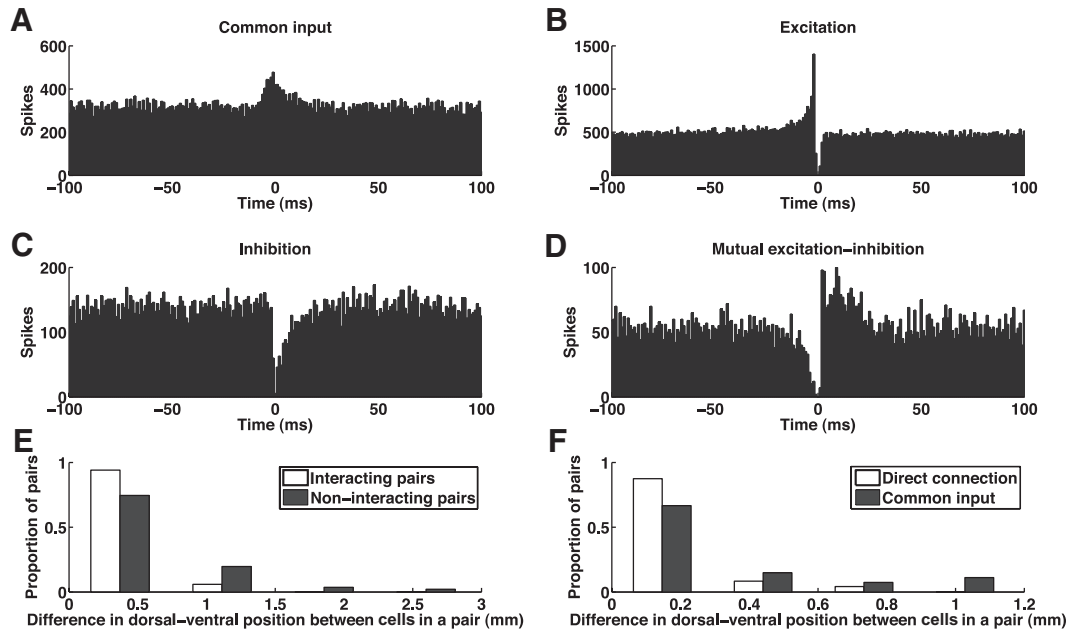 A
Common input
600
400
200
0
Spikes
−100
−50
0
50
100
Time (ms)
B
Excitation
1500
1000
500
0
Spikes
−100
−50
0
50
100
Time (ms)
C
Inhibition
200
100
0
Spikes
−100
−50
0
50
100
Time (ms)
D
Mutual excitation−inhibition
100
50
0
Spikes
−100
−50
0
50
100
Time (ms)
E
1
0.5
0
Proportion of pairs
Interacting pairs
Non−interacting pairs
0
0.5
1
1.5
2
2.5
3
Difference in dorsal−ventral position between cells in a pair (mm)
F
1
0.5
0
Proportion of pairs
Direct connection
Common input
0
0.2
0.4
0.6
0.8
1
1.2
Difference in dorsal−ventral position between cells in a pair (mm)